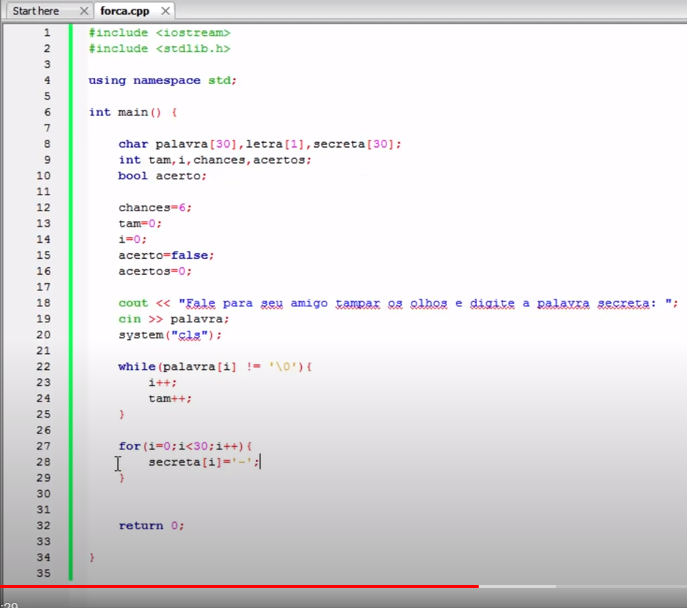 Start here
forca.cpp
1 #include <iostream>
2 #include <stdlib.h>
3
4 using namespace std;
5
6 int main() {
7
8 char palavra[30],letra[1],secreta[30];
9 int tam,i,chances,acertos;
10 bool acerto;
11
12 chances=6;
13 tam=0;
14 i=0;
15 acerto=false;
16 acertos=0;
17
18 cout << "Fale para seu amigo tampar os olhos e digite a palavra secreta: ";
19 cin >> palavra;
20 system("cls");
21
22 while(palavra[i] != '\0'){
23 i++;
24 tam++;
25 }
26
27 for(i=0;i<30;i++){
28 secreta[i]='-';
29 }
30
31
32 return 0;
33
34 }
35